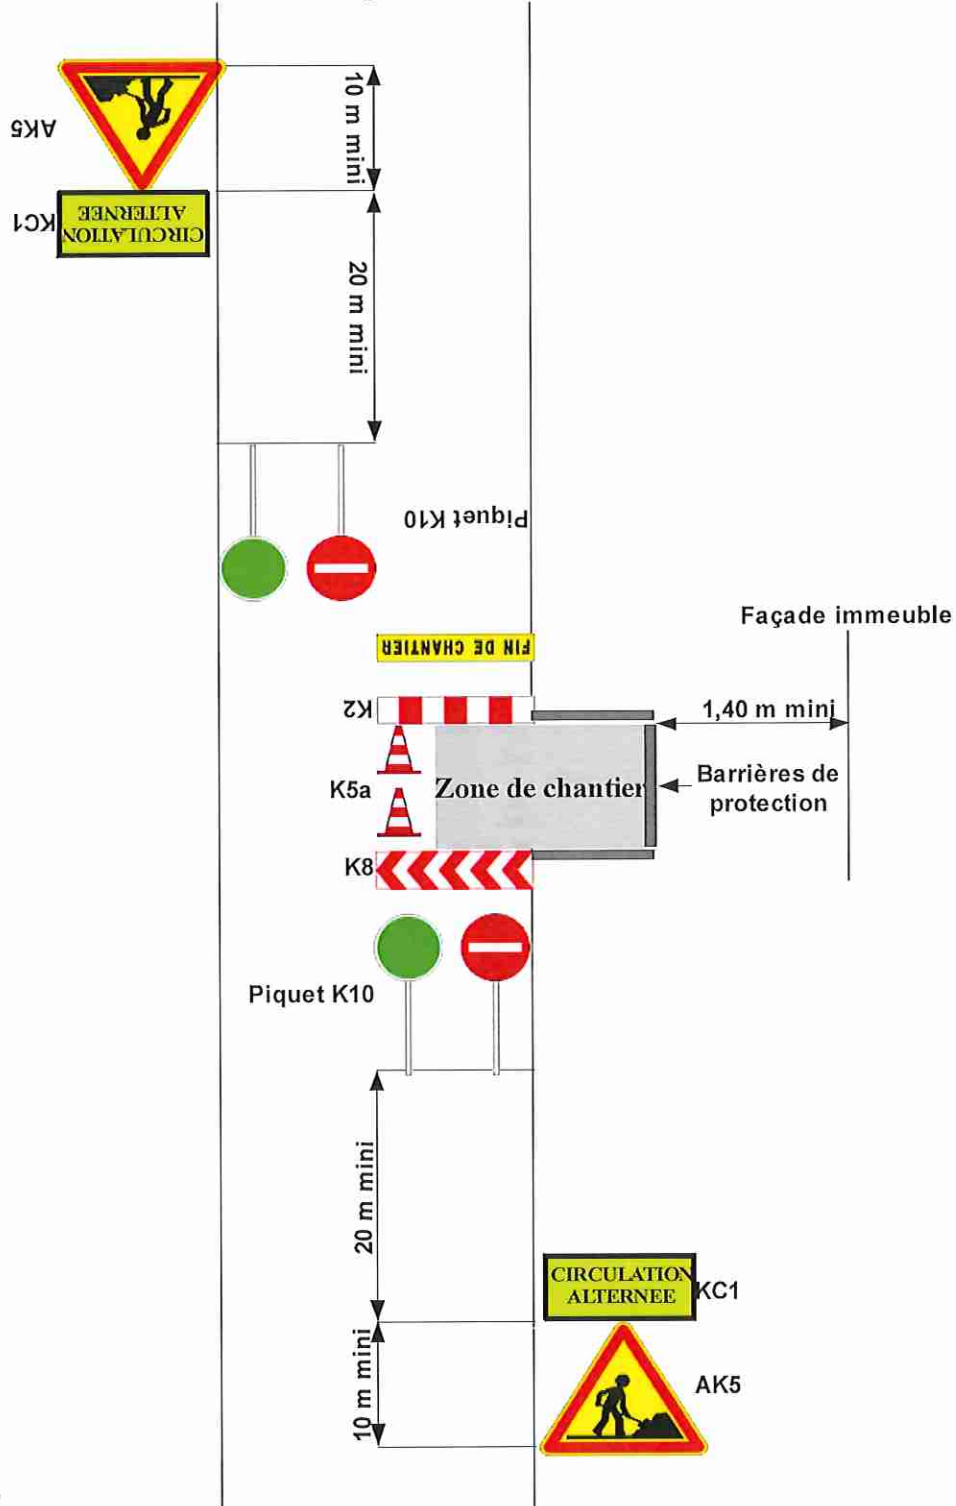 AK5
10 m mini
KC1
CIRCULATION
ALTERNEE
20 m mini
Piquet K10
Façade immeuble
FIN DE CHANTIER
K2
1,40 m mini
K5a
Zone de chantier
Barrières de
protection
K8
Piquet K10
20 m mini
CIRCULATION
ALTERNEE
KC1
10 m mini
AK5